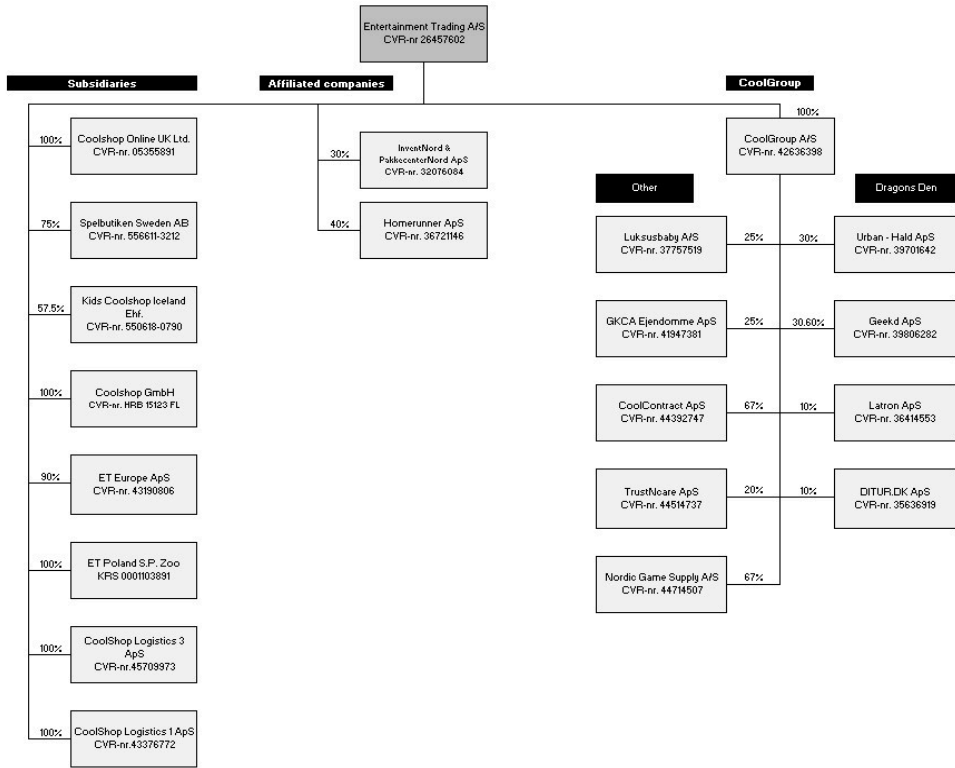 Entertainment Trading A/S
CVR-nr 26457602
Subsidiaries
100%
Coolshop Online UK Ltd.
CVR-nr. 05355891
75%
Spelbutiken Sweden AB
CVR-nr. 556611-3212
57.5%
Kids Coolshop Iceland
Ehf.
CVR-nr. 550618-0790
100%
Coolshop GmbH
CVR-nr. HRB 15123 FL
90%
ET Europe ApS
CVR-nr. 43190806
100%
ET Poland S.P. Zoo
KRS 0001103891
100%
CoolShop Logistics 3
ApS
CVR-nr.45709973
100%
CoolShop Logistics 1 ApS
CVR-nr.43376772
Affiliated companies
30%
InventNord &
PakkecenterNord ApS
CVR-nr. 32076084
40%
Homerunner ApS
CVR-nr. 36721146
CoolGroup
100%
CoolGroup A/S
CVR-nr. 42636398
Other
Luksusbaby A/S
CVR-nr. 37757519
25%
GKCA Ejendomme ApS
CVR-nr. 41947381
25%
CoolContract ApS
CVR-nr. 44392747
67%
TrustNcare ApS
CVR-nr. 44514737
20%
Nordic Game Supply A/S
CVR-nr. 44714507
67%
Dragons Den
30%
Urban - Hald ApS
CVR-nr. 39701642
30.60%
Geekd ApS
CVR-nr. 39806282
10%
Latron ApS
CVR-nr. 36414553
10%
DITUR.DK ApS
CVR-nr. 35636919